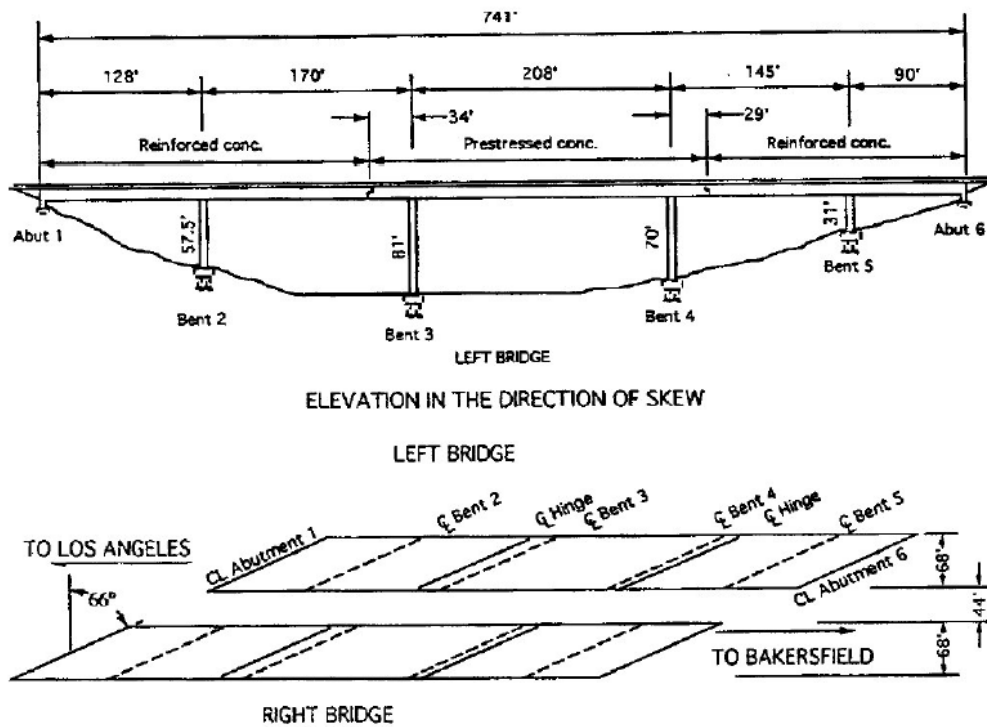 741'
128' 170' 208' 145' 90'
34' 29'
Reinforced conc. Prestressed conc. Reinforced conc.
57.5' 81' 70' 31'
Abut 1 Abut 6
Bent 5
Bent 2 Bent 3 Bent 4
LEFT BRIDGE
ELEVATION IN THE DIRECTION OF SKEW
LEFT BRIDGE
CL Abutment 1 ℄ Bent 2 ℄ Hinge ℄ Bent 3 ℄ Bent 4 ℄ Hinge ℄ Bent 5
TO LOS ANGELES
68'
CL Abutment 6
66°
44'
68'
TO BAKERSFIELD
RIGHT BRIDGE